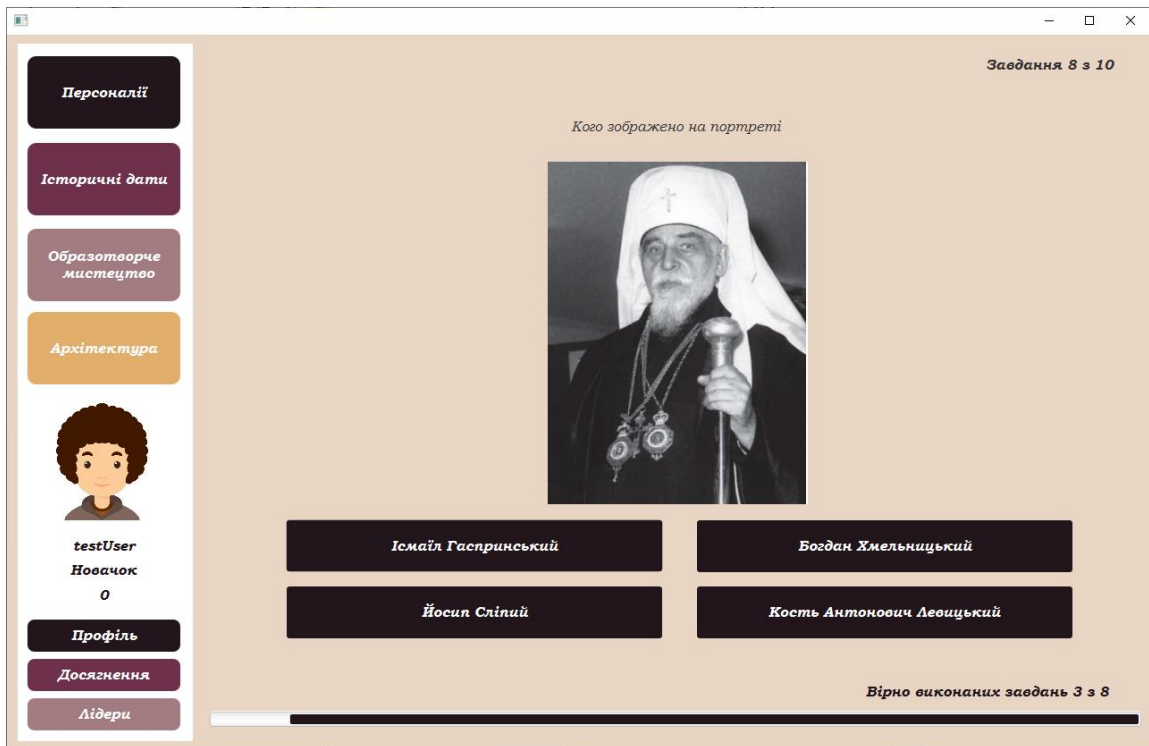 Персоналії
Історичні дати
Образотворче
мистецтво
Архітектура
testUser
Новачок
0
Профіль
Досягнення
Лідери
Завдання 8 з 10
Кого зображено на портреті
Ісмаїл Гаспринський
Богдан Хмельницький
Йосип Сліпий
Кость Антонович Левицький
Вірно виконаних завдань 3 з 8